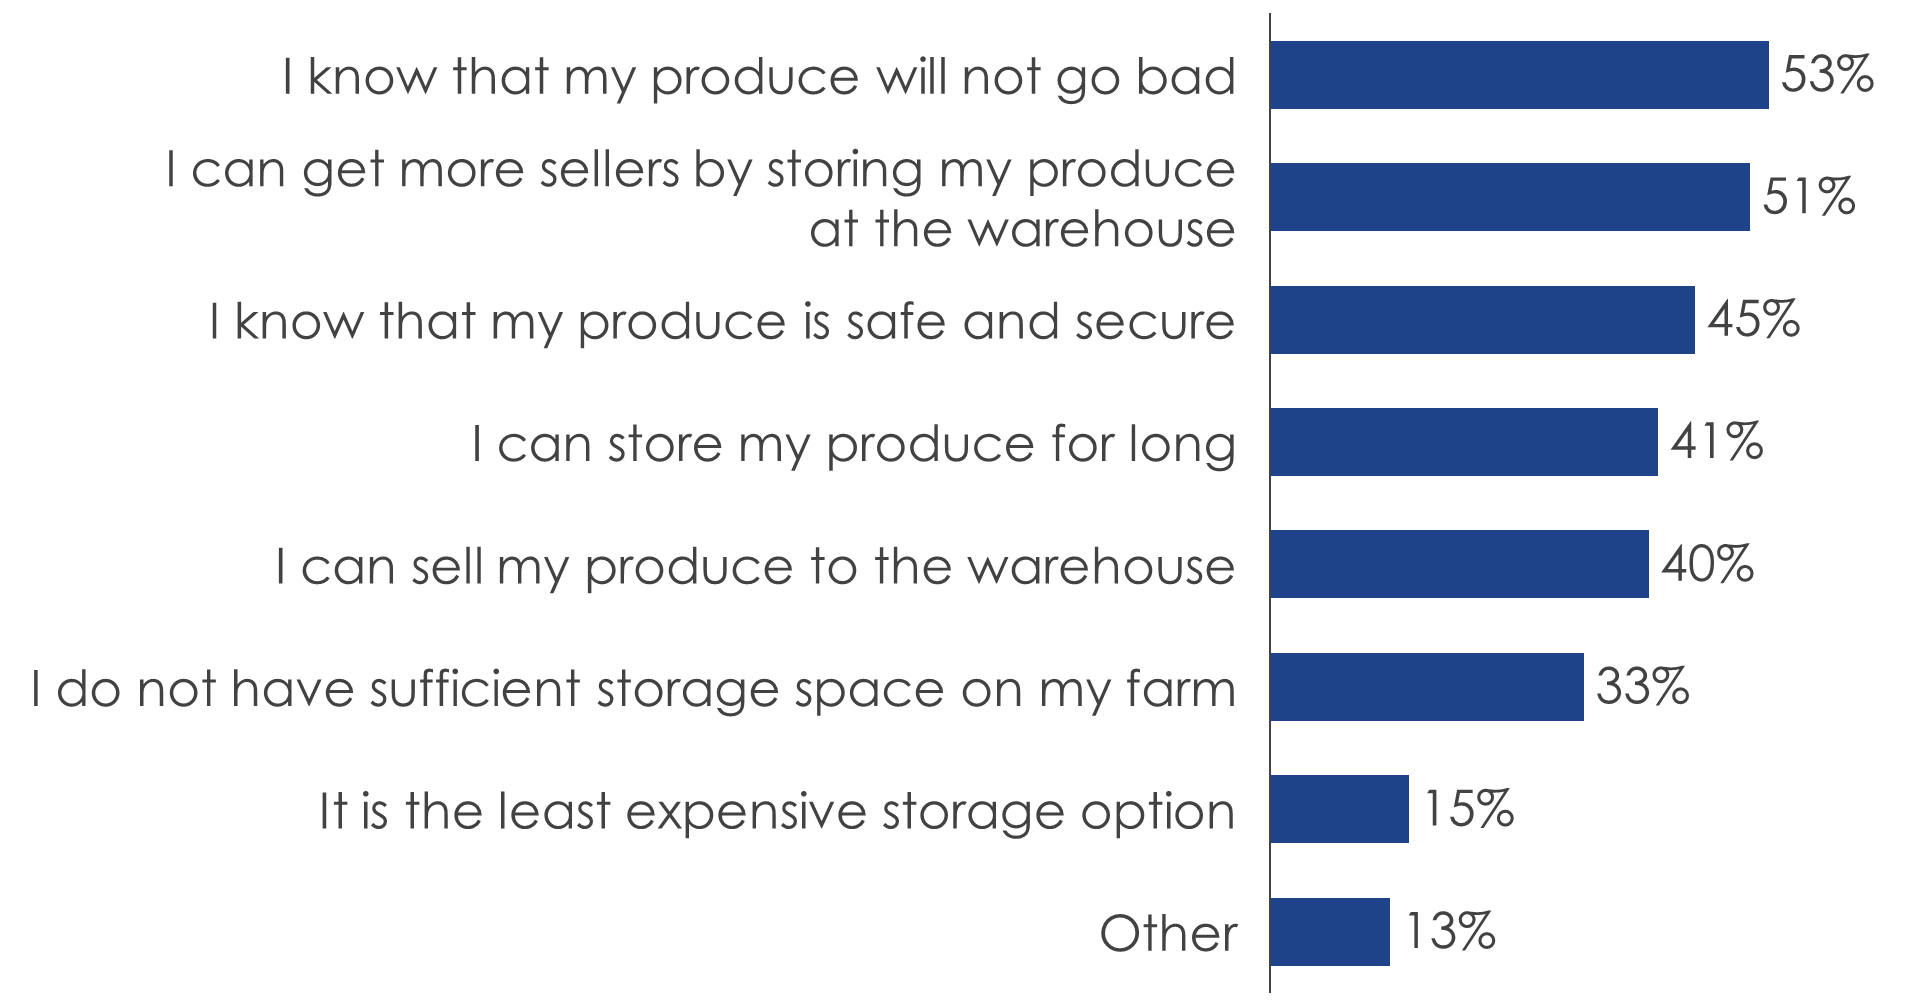 I know that my produce will not go bad 53%
I can get more sellers by storing my produce
at the warehouse 51%
I know that my produce is safe and secure 45%
I can store my produce for long 41%
I can sell my produce to the warehouse 40%
I do not have sufficient storage space on my farm 33%
It is the least expensive storage option 15%
Other 13%